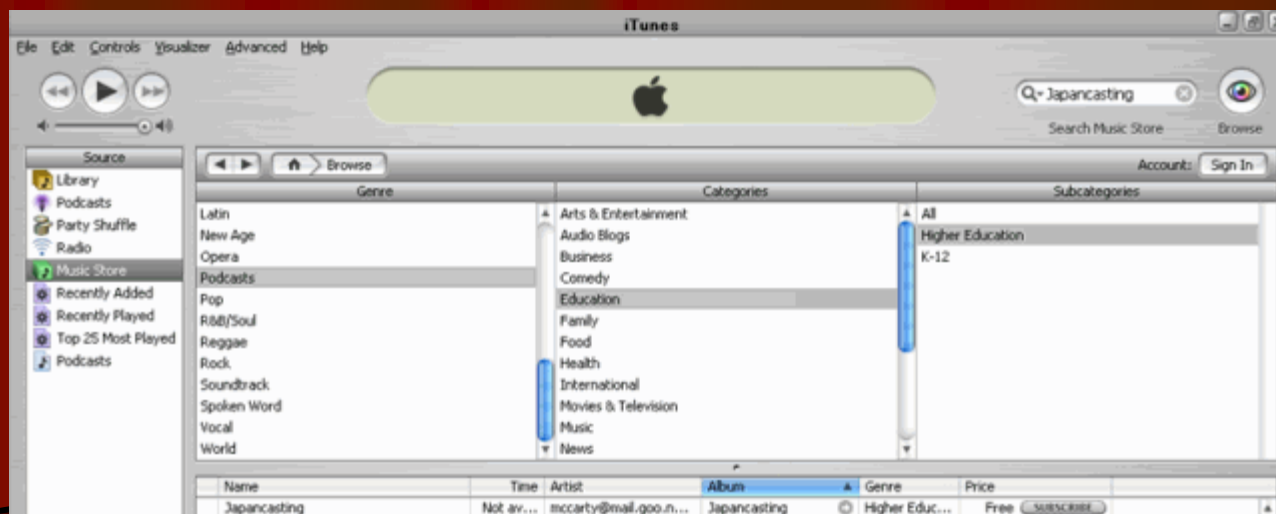 iTunes
File Edit Controls Visualizer Advanced Help
Japancasting
Search Music Store Browse
Source
Library
Podcasts
Party Shuffle
Radio
Music Store
Recently Added
Recently Played
Top 25 Most Played
Podcasts
Browse Account: Sign In
Genre Categories Subcategories
Latin Arts & Entertainment All
New Age Audio Blogs Higher Education
Opera Business K-12
Podcasts Comedy
Pop Education
R&B/Soul Family
Reggae Food
Rock Health
Soundtrack International
Spoken Word Movies & Television
Vocal Music
World News
Name Time Artist Album Genre Price
Japancasting Not av... mccarty@mail.goo.n... Japancasting Higher Educ... Free SUBSCRIBE